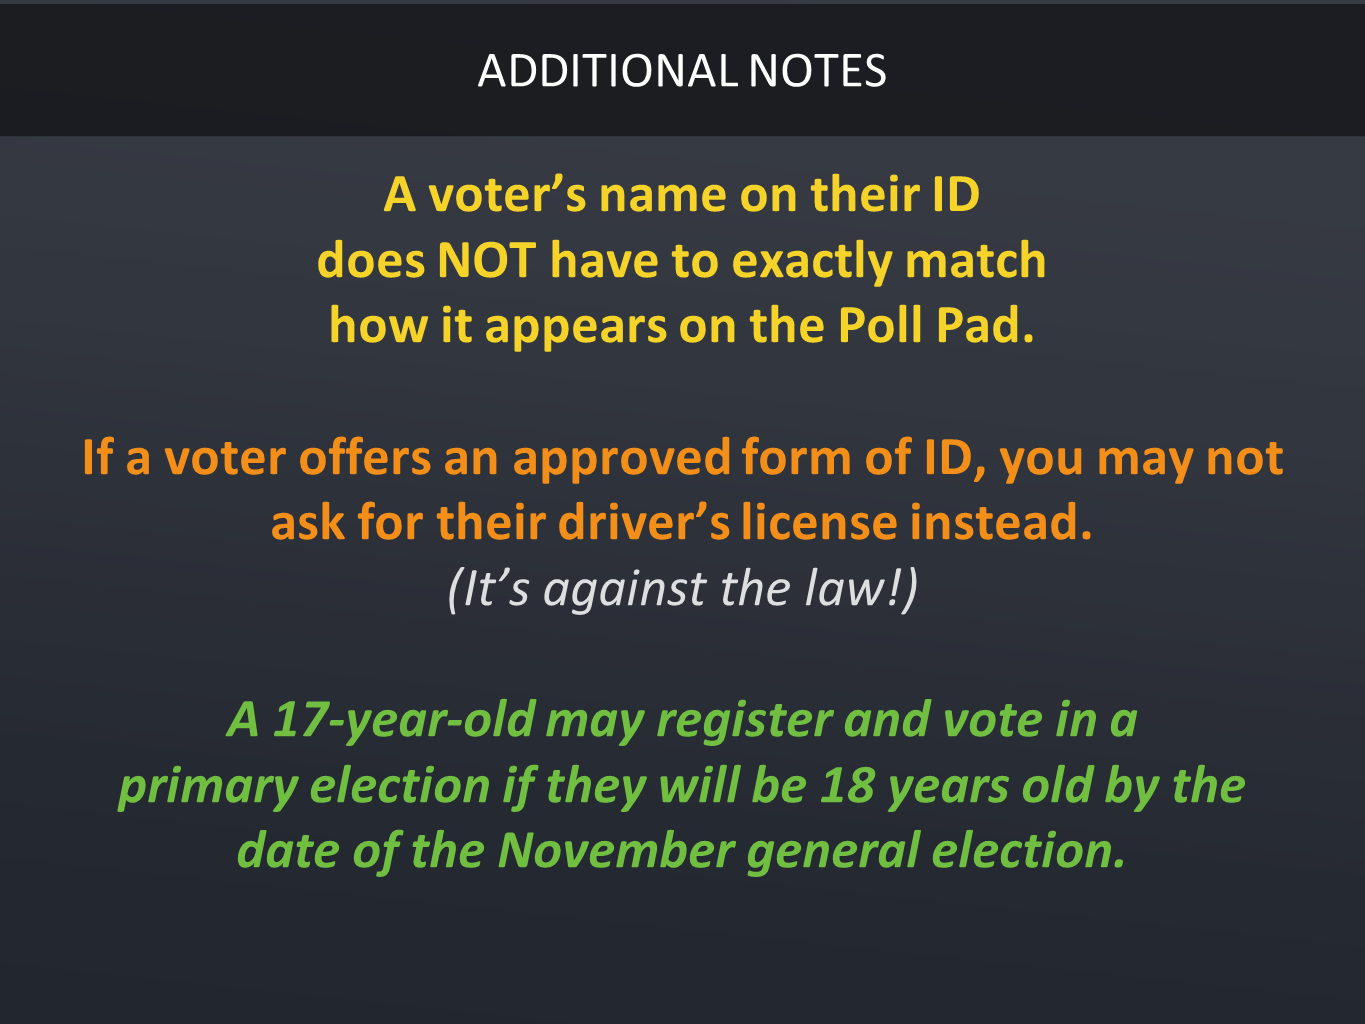 ADDITIONAL NOTES
A voter’s name on their ID
does NOT have to exactly match
how it appears on the Poll Pad.
If a voter offers an approved form of ID, you may not
ask for their driver’s license instead.
(It’s against the law!)
A 17-year-old may register and vote in a
primary election if they will be 18 years old by the
date of the November general election.